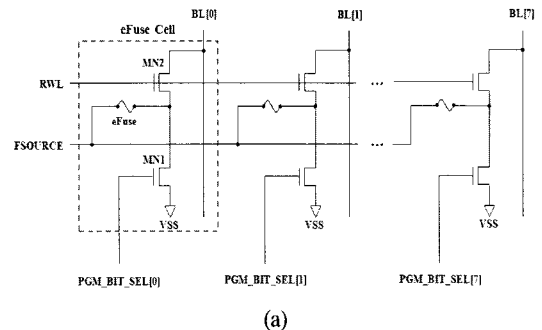 BL[0] BL[1] BL[7]
eFuse Cell
MN2
RWL
... 
eFuse
FSOURCE
...
MN1
VSS VSS VSS
PGM_BIT_SEL[0] PGM_BIT_SEL[1] PGM_BIT_SEL[7]
(a)